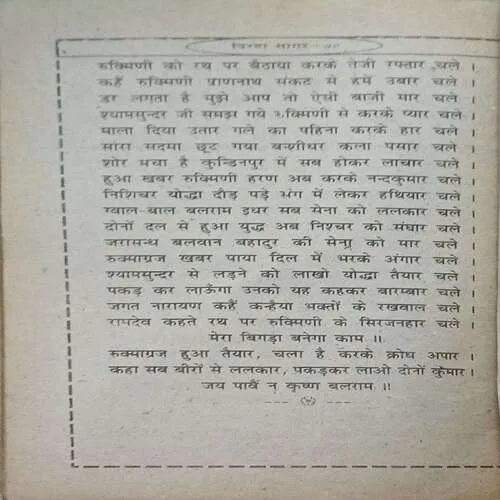 बिरहा सागर-५०
रुक्मिणी को रथ पर बैठाया करके तेजी रफ्तार चले ।
कहैं रुक्मिणी प्राणनाथ संकट से हमें उबार चले ।
डर लगता है मुझे आप तो ऐसी बाजी मार चले ।
श्यामसुन्दर जी समझ गये रुक्मिणी से करके प्यार चले ।
माला दिया उतार गले का पहिना करके हार चले ।
सारा सदमा छूट गया बन्शीधर कला पसार चले ।
शोर मचा है कुन्डिनपुर में सब होकर लाचार चले ।
हुआ खबर रुक्मिणी हरण अब करके नन्दकुमार चले ।
निशिचर योद्धा दौड़ पड़े भंग में लेकर हथियार चले ।
ग्वाल बाल बलराम इधर सब सेना को ललकार चले ।
दोनों दल से हुआ युद्ध अब निश्चर को संघार चले ।
जरासन्ध बलवान बहादुर की सेना को मार चले ।
रुक्माग्रज खबर पाया दिल में भरके अंगार चले ।
श्यामसुन्दर से लड़ने को लाखो योद्धा तैयार चले ।
पकड़ कर लाऊँगा उनको यह कहकर बारम्बार चले ।
जगत नारायण कहैं कन्हैया भक्तों के रखवाल चले ।
रामदेव कहते रथ पर रुक्मिणी के सिरजनहार चले ।
मेरा बिगड़ा बनेगा काम ।।
रुक्माग्रज हुआ तैयार, चला है करके क्रोध अपार ।
कहा सब बीरों से ललकार, पकड़कर लाओ दोनों कुमार ।
जय पावैं न कृष्ण बलराम ।।